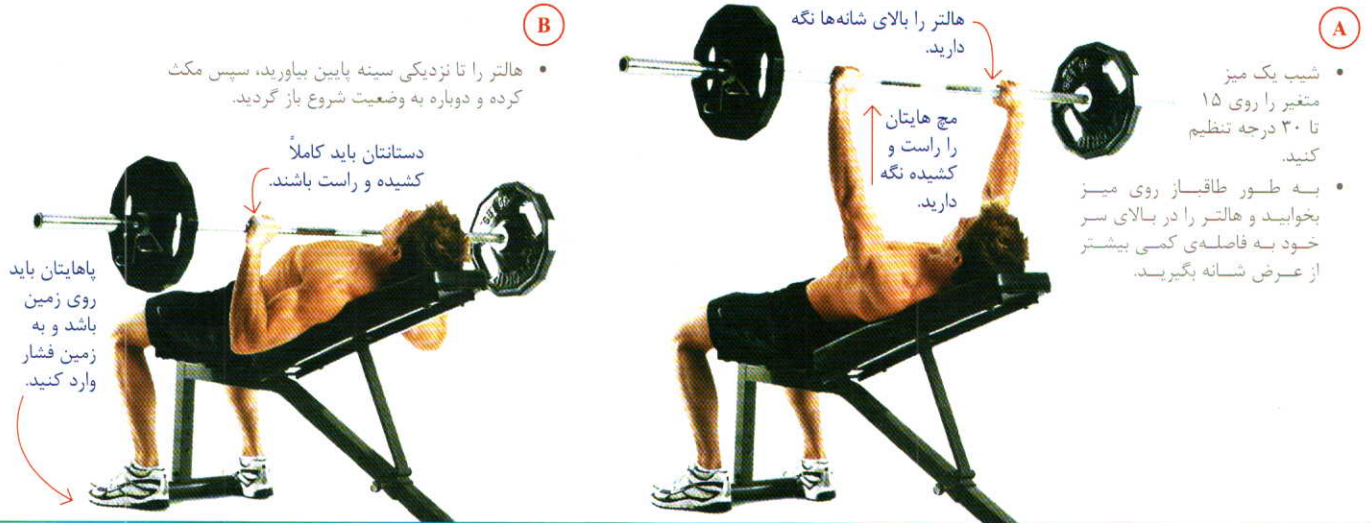 A
شیب یک میز
متغیر را روی ۱۵
تا ۳۰ درجه تنظیم
کنید.
به طور طاقباز روی میز
بخوابید و هالتر را در بالای سر
خود به فاصله‌ی کمی بیشتر
از عرض شانه بگیرید.
هالتر را بالای شانه‌ها نگه
دارید.
مچ هایتان
را راست و
کشیده نگه
دارید.
B
هالتر را تا نزدیکی سینه پایین بیاورید، سپس مکث
کرده و دوباره به وضعیت شروع باز گردید.
دستانتان باید کاملاً
کشیده و راست باشند.
پاهایتان باید
روی زمین
باشد و به
زمین فشار
وارد کنید.